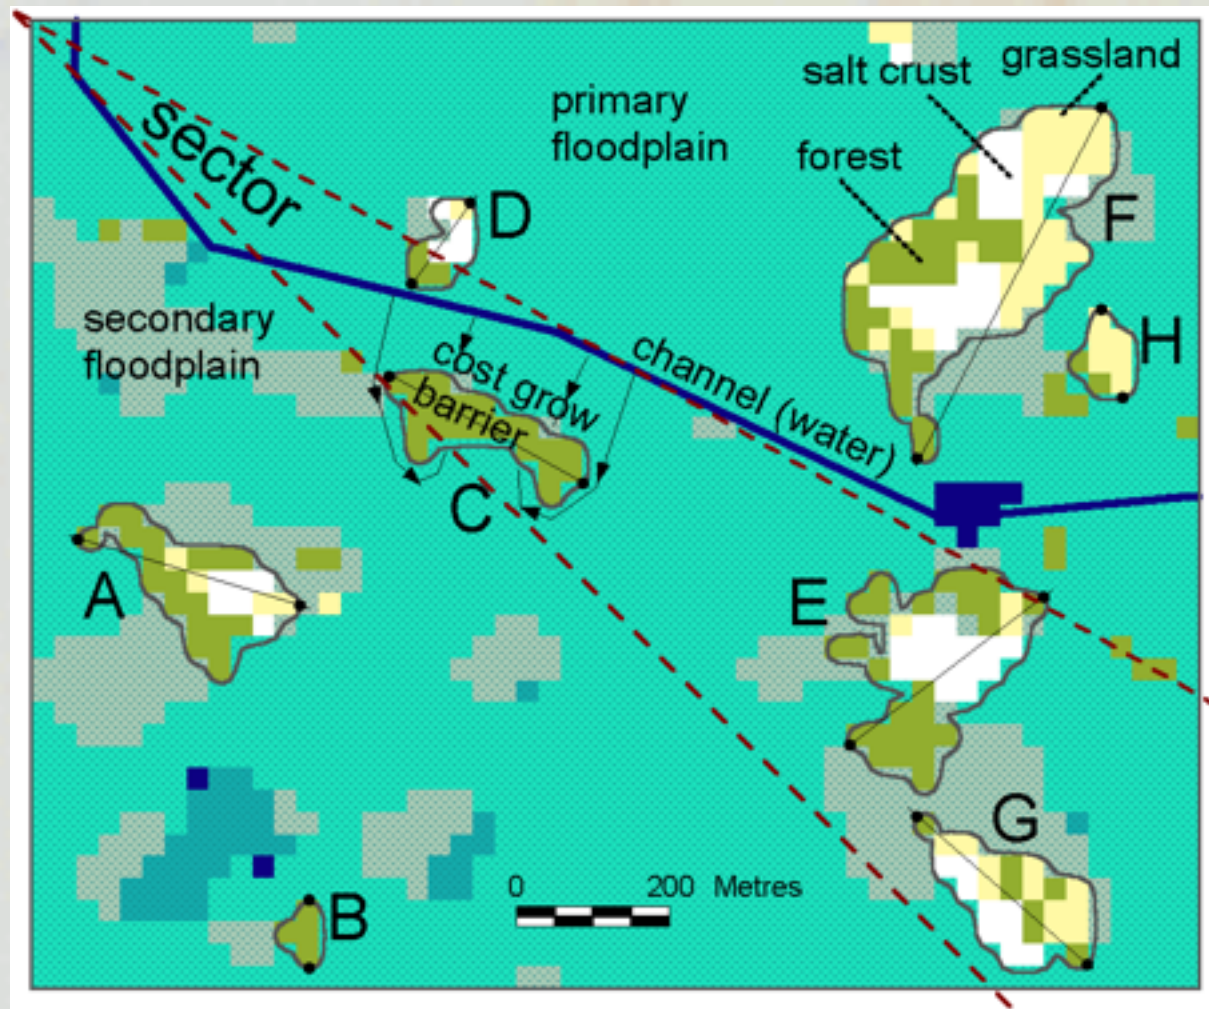 grassland
salt crust
primary
floodplain
forest
sector
D
F
secondary
floodplain
H
channel (water)
cost grow
barrier
C
A
E
G
0 200 Metres
B